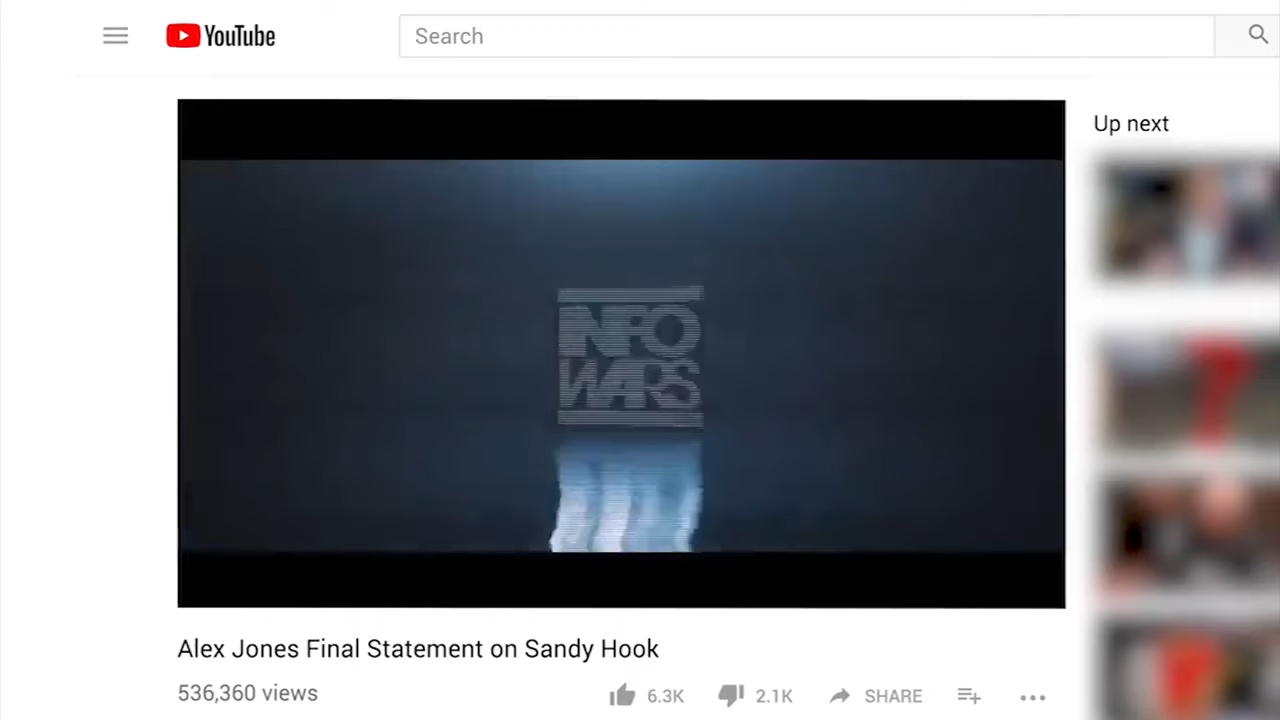 YouTube
Search
Up next
INFO
WARS
Alex Jones Final Statement on Sandy Hook
536,360 views
6.3K
2.1K
SHARE